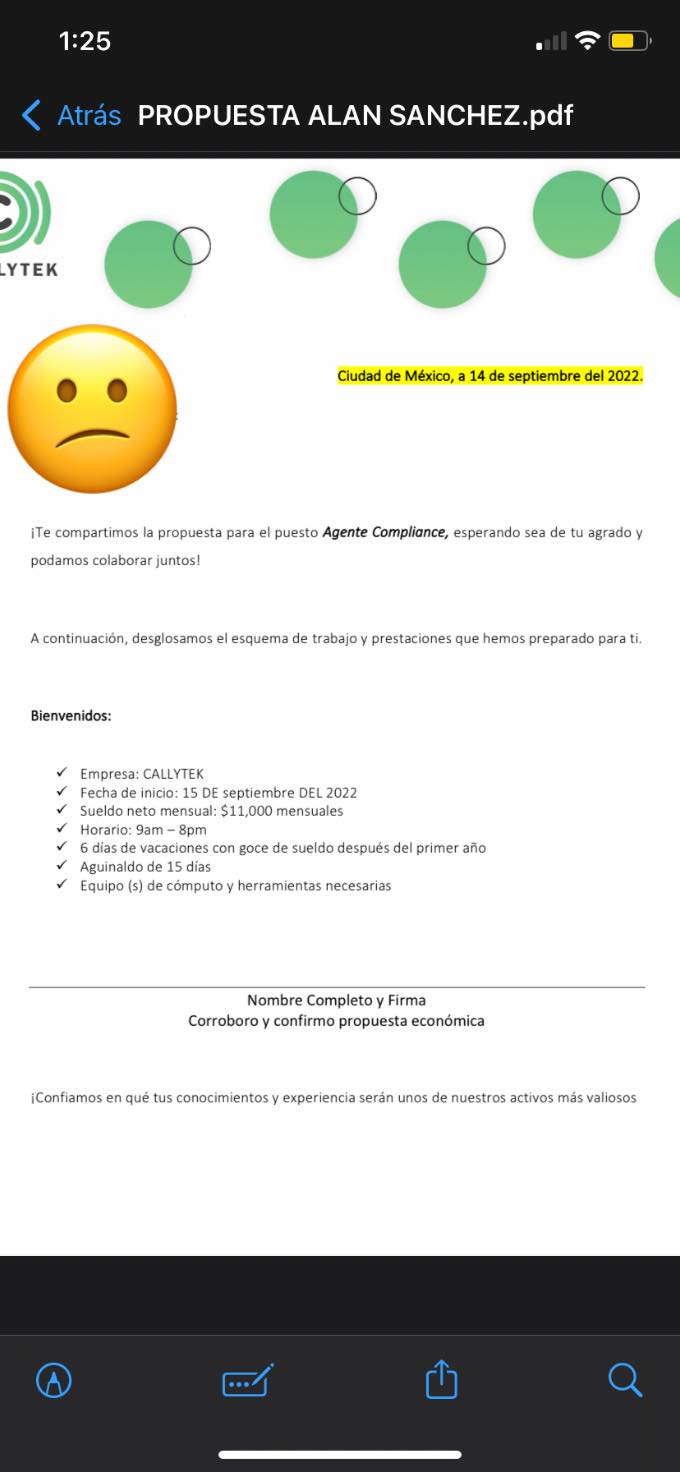 1:25
Atrás PROPUESTA ALAN SANCHEZ.pdf
C
LYTEK
Ciudad de México, a 14 de septiembre del 2022.
:
¡Te compartimos la propuesta para el puesto Agente Compliance, esperando sea de tu agrado y
podamos colaborar juntos!
A continuación, desglosamos el esquema de trabajo y prestaciones que hemos preparado para ti.
Bienvenidos:
✓ Empresa: CALLYTEK
✓ Fecha de inicio: 15 DE septiembre DEL 2022
✓ Sueldo neto mensual: $11,000 mensuales
✓ Horario: 9am – 8pm
✓ 6 días de vacaciones con goce de sueldo después del primer año
✓ Aguinaldo de 15 días
✓ Equipo (s) de cómputo y herramientas necesarias
Nombre Completo y Firma
Corroboro y confirmo propuesta económica
¡Confiamos en qué tus conocimientos y experiencia serán unos de nuestros activos más valiosos